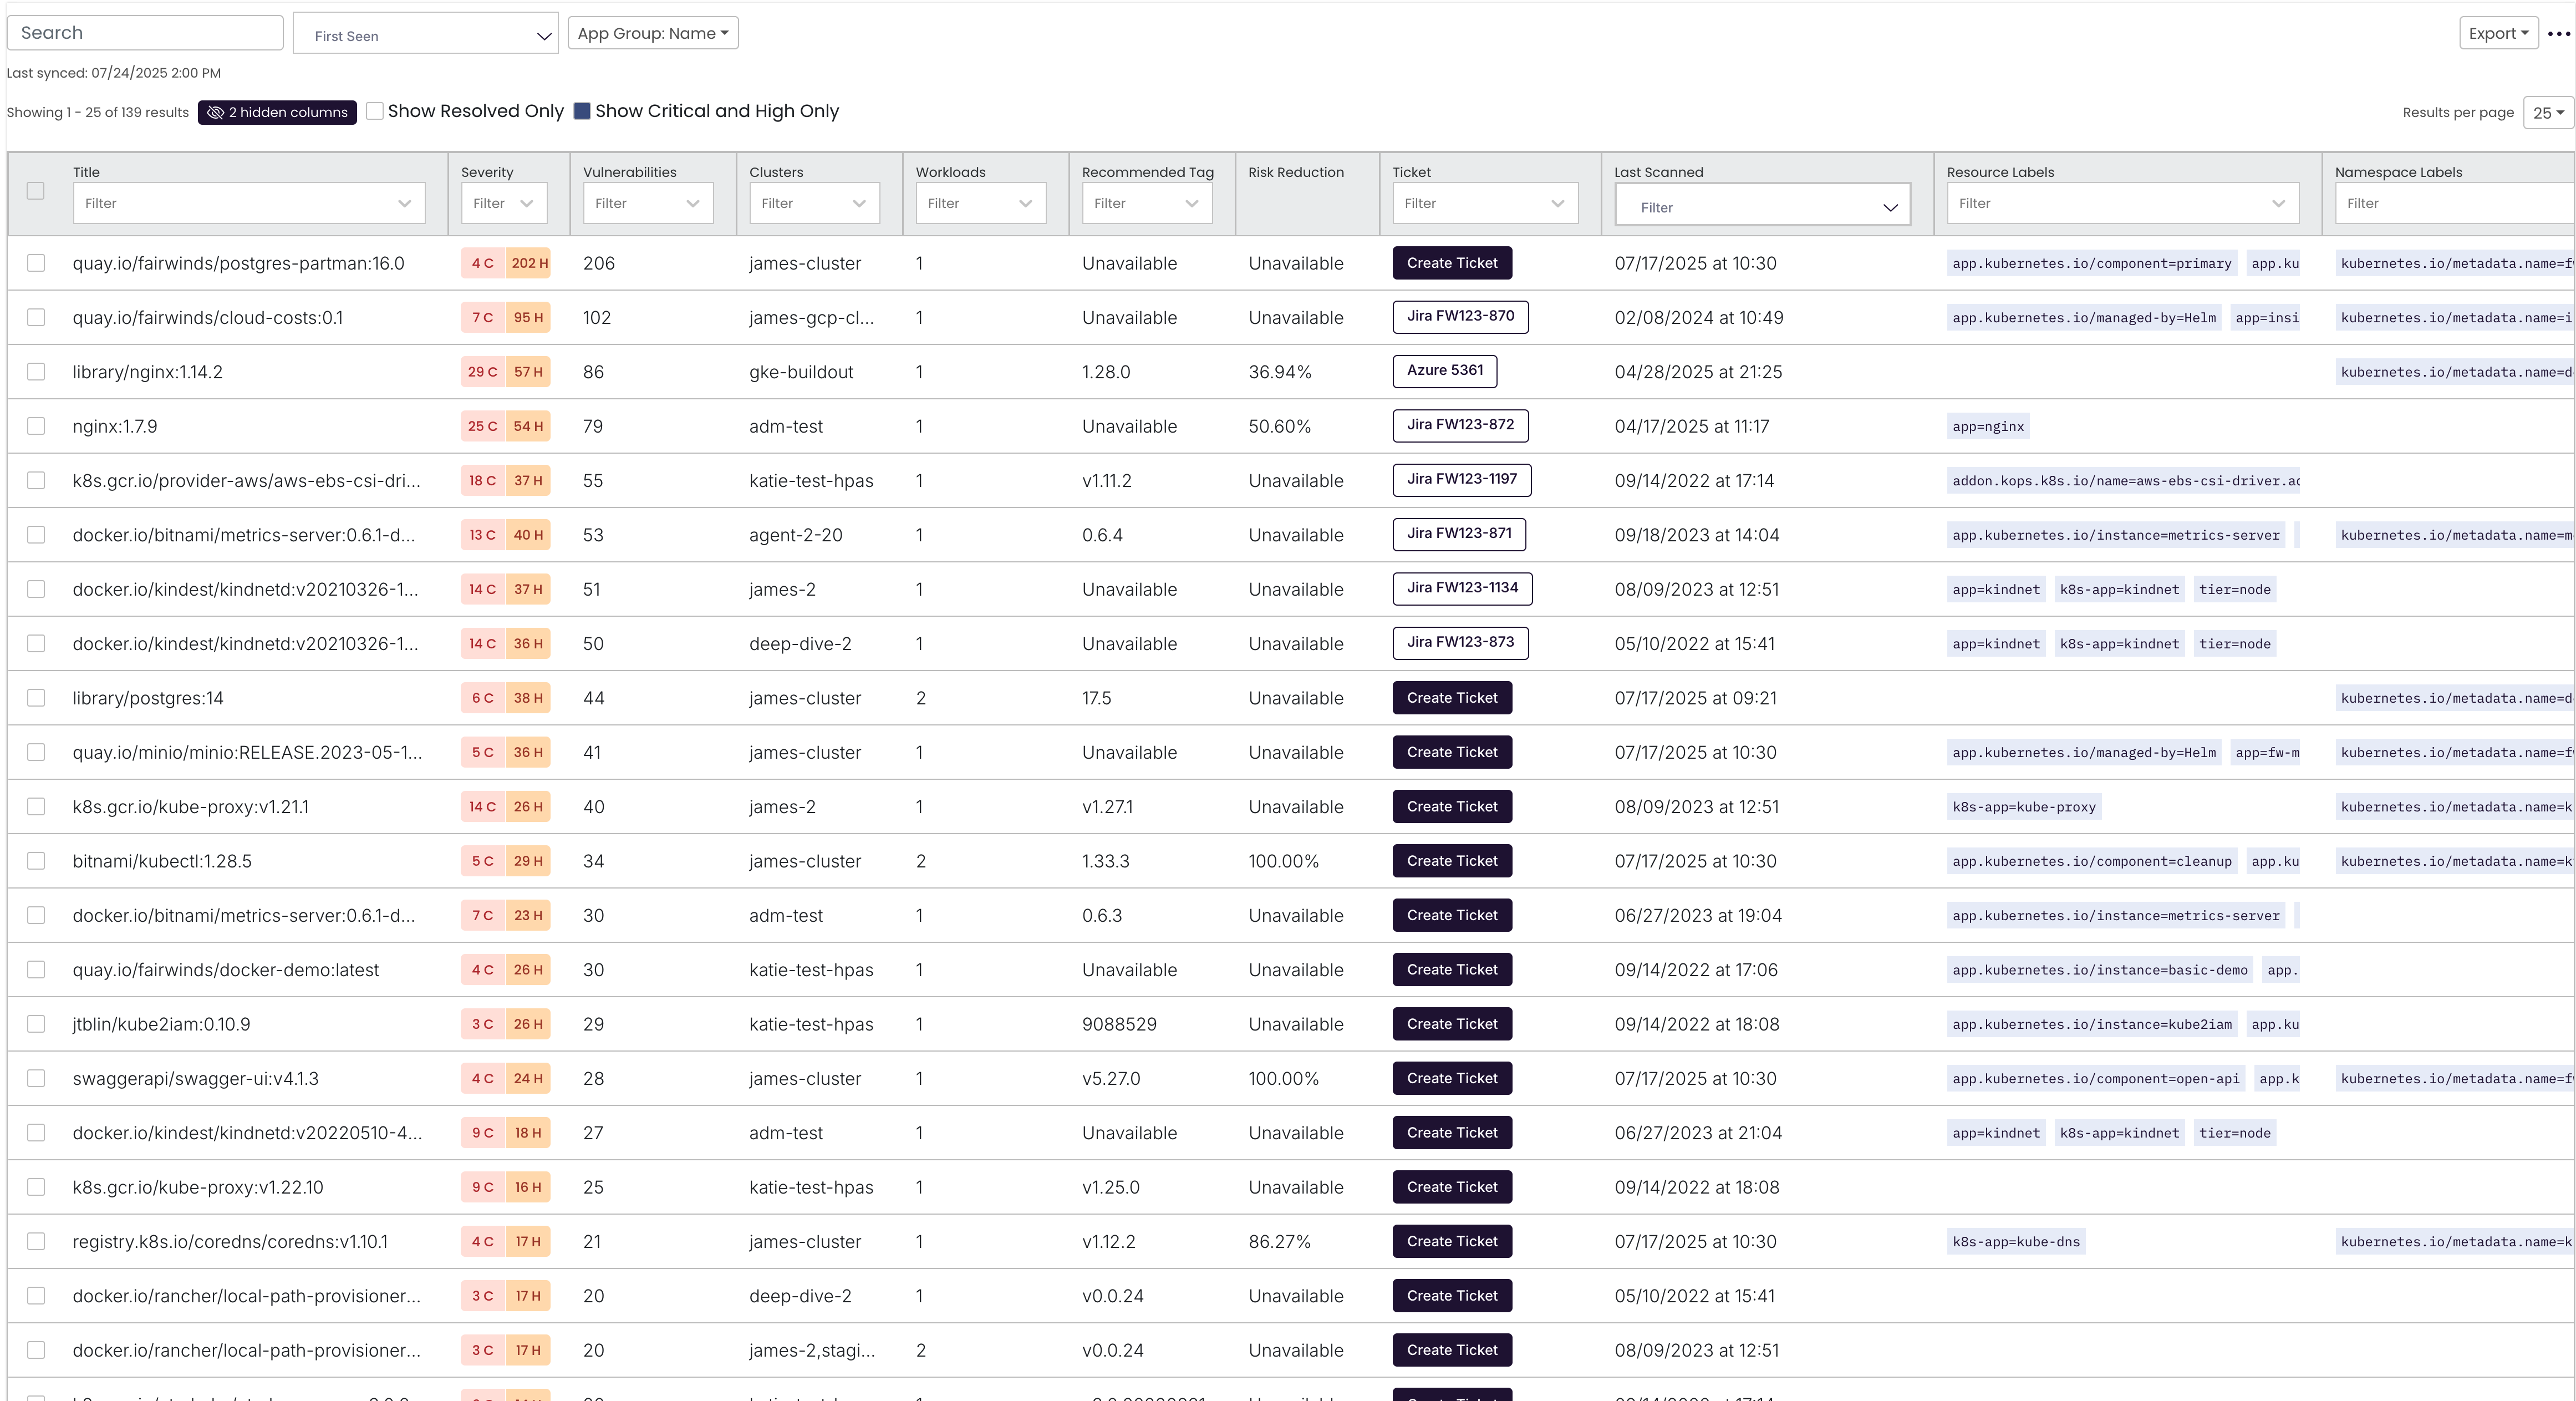 Search First Seen App Group: Name Export
Last synced: 07/24/2025 2:00 PM
Showing 1 - 25 of 139 results 2 hidden columns Show Resolved Only Show Critical and High Only Results per page 25
Title Severity Vulnerabilities Clusters Workloads Recommended Tag Risk Reduction Ticket Last Scanned Resource Labels Namespace Labels
Filter Filter Filter Filter Filter Filter Filter Filter Filter Filter
quay.io/fairwinds/postgres-partman:16.0 4 C 202 H 206 james-cluster 1 Unavailable Unavailable Create Ticket 07/17/2025 at 10:30 app.kubernetes.io/component=primary app.ku kubernetes.io/metadata.name=f
quay.io/fairwinds/cloud-costs:0.1 7 C 95 H 102 james-gcp-cl... 1 Unavailable Unavailable Jira FW123-870 02/08/2024 at 10:49 app.kubernetes.io/managed-by=Helm app=insi kubernetes.io/metadata.name=i
library/nginx:1.14.2 29 C 57 H 86 gke-buildout 1 1.28.0 36.94% Azure 5361 04/28/2025 at 21:25 kubernetes.io/metadata.name=d
nginx:1.7.9 25 C 54 H 79 adm-test 1 Unavailable 50.60% Jira FW123-872 04/17/2025 at 11:17 app=nginx
k8s.gcr.io/provider-aws/aws-ebs-csi-dri... 18 C 37 H 55 katie-test-hpas 1 v1.11.2 Unavailable Jira FW123-1197 09/14/2022 at 17:14 addon.kops.k8s.io/name=aws-ebs-csi-driver.ad
docker.io/bitnami/metrics-server:0.6.1-d... 13 C 40 H 53 agent-2-20 1 0.6.4 Unavailable Jira FW123-871 09/18/2023 at 14:04 app.kubernetes.io/instance=metrics-server kubernetes.io/metadata.name=m
docker.io/kindest/kindnetd:v20210326-1... 14 C 37 H 51 james-2 1 Unavailable Unavailable Jira FW123-1134 08/09/2023 at 12:51 app=kindnet k8s-app=kindnet tier=node
docker.io/kindest/kindnetd:v20210326-1... 14 C 36 H 50 deep-dive-2 1 Unavailable Unavailable Jira FW123-873 05/10/2022 at 15:41 app=kindnet k8s-app=kindnet tier=node
library/postgres:14 6 C 38 H 44 james-cluster 2 17.5 Unavailable Create Ticket 07/17/2025 at 09:21 kubernetes.io/metadata.name=d
quay.io/minio/minio:RELEASE.2023-05-1... 5 C 36 H 41 james-cluster 1 Unavailable Unavailable Create Ticket 07/17/2025 at 10:30 app.kubernetes.io/managed-by=Helm app=fw-m kubernetes.io/metadata.name=f
k8s.gcr.io/kube-proxy:v1.21.1 14 C 26 H 40 james-2 1 v1.27.1 Unavailable Create Ticket 08/09/2023 at 12:51 k8s-app=kube-proxy kubernetes.io/metadata.name=k
bitnami/kubectl:1.28.5 5 C 29 H 34 james-cluster 2 1.33.3 100.00% Create Ticket 07/17/2025 at 10:30 app.kubernetes.io/component=cleanup app.ku kubernetes.io/metadata.name=k
docker.io/bitnami/metrics-server:0.6.1-d... 7 C 23 H 30 adm-test 1 0.6.3 Unavailable Create Ticket 06/27/2023 at 19:04 app.kubernetes.io/instance=metrics-server
quay.io/fairwinds/docker-demo:latest 4 C 26 H 30 katie-test-hpas 1 Unavailable Unavailable Create Ticket 09/14/2022 at 17:06 app.kubernetes.io/instance=basic-demo app.
jtblin/kube2iam:0.10.9 3 C 26 H 29 katie-test-hpas 1 9088529 Unavailable Create Ticket 09/14/2022 at 18:08 app.kubernetes.io/instance=kube2iam app.ku
swaggerapi/swagger-ui:v4.1.3 4 C 24 H 28 james-cluster 1 v5.27.0 100.00% Create Ticket 07/17/2025 at 10:30 app.kubernetes.io/component=open-api app.k kubernetes.io/metadata.name=f
docker.io/kindest/kindnetd:v20220510-4... 9 C 18 H 27 adm-test 1 Unavailable Unavailable Create Ticket 06/27/2023 at 21:04 app=kindnet k8s-app=kindnet tier=node
k8s.gcr.io/kube-proxy:v1.22.10 9 C 16 H 25 katie-test-hpas 1 v1.25.0 Unavailable Create Ticket 09/14/2022 at 18:08
registry.k8s.io/coredns/coredns:v1.10.1 4 C 17 H 21 james-cluster 1 v1.12.2 86.27% Create Ticket 07/17/2025 at 10:30 k8s-app=kube-dns kubernetes.io/metadata.name=k
docker.io/rancher/local-path-provisioner... 3 C 17 H 20 deep-dive-2 1 v0.0.24 Unavailable Create Ticket 05/10/2022 at 15:41
docker.io/rancher/local-path-provisioner... 3 C 17 H 20 james-2,stagi... 2 v0.0.24 Unavailable Create Ticket 08/09/2023 at 12:51